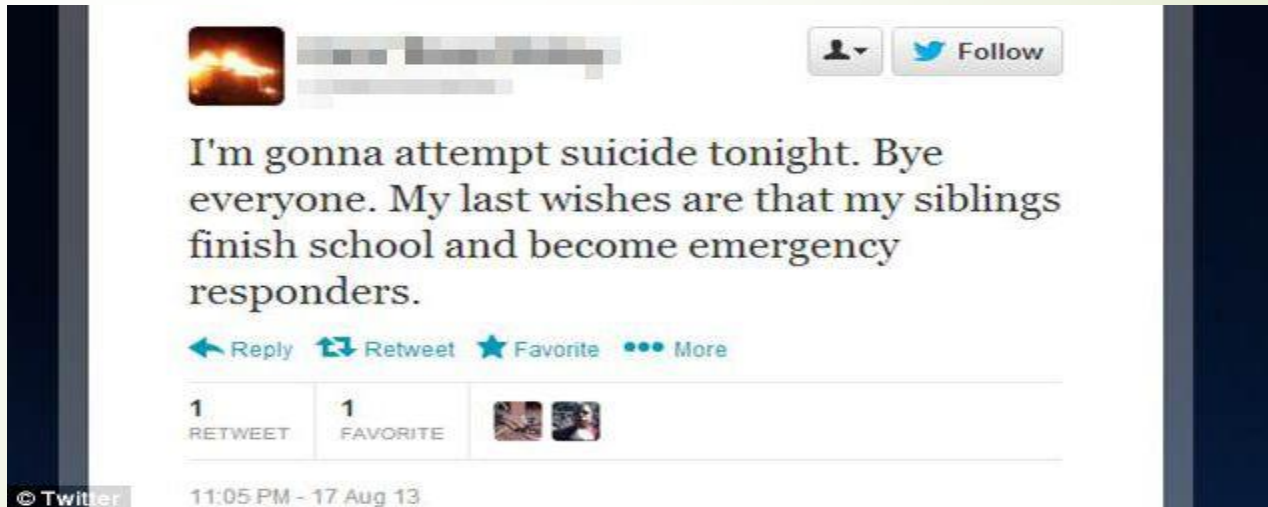 Follow
I'm gonna attempt suicide tonight. Bye
everyone. My last wishes are that my siblings
finish school and become emergency
responders.
Reply Retweet Favorite More
1 1
RETWEET FAVORITE
© Twitter 11:05 PM - 17 Aug 13